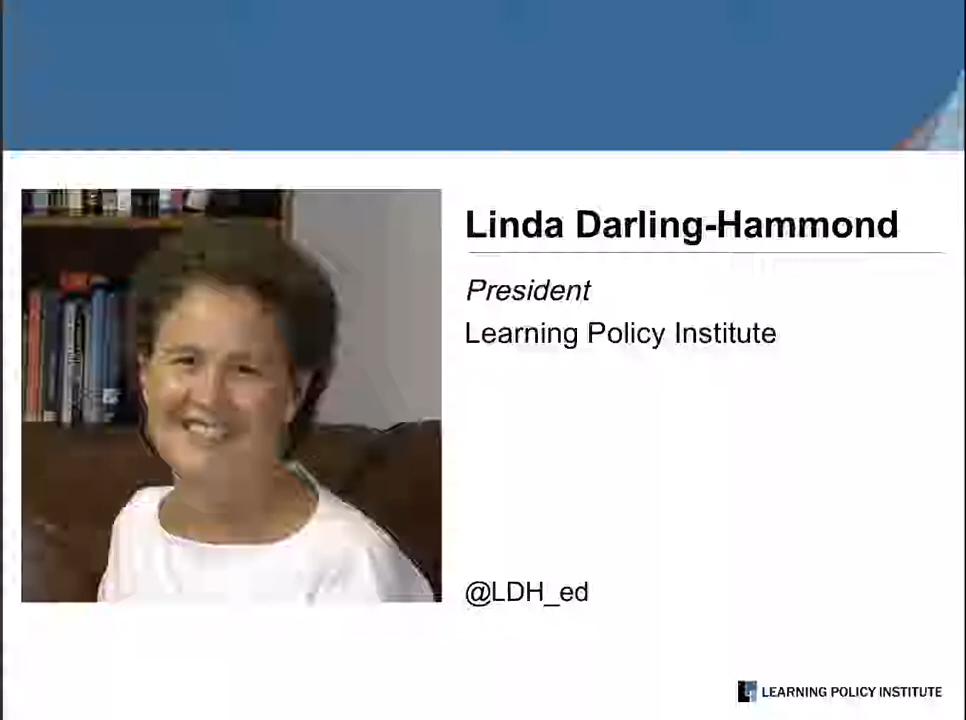 Linda Darling-Hammond
President
Learning Policy Institute
@LDH_ed
LEARNING POLICY INSTITUTE